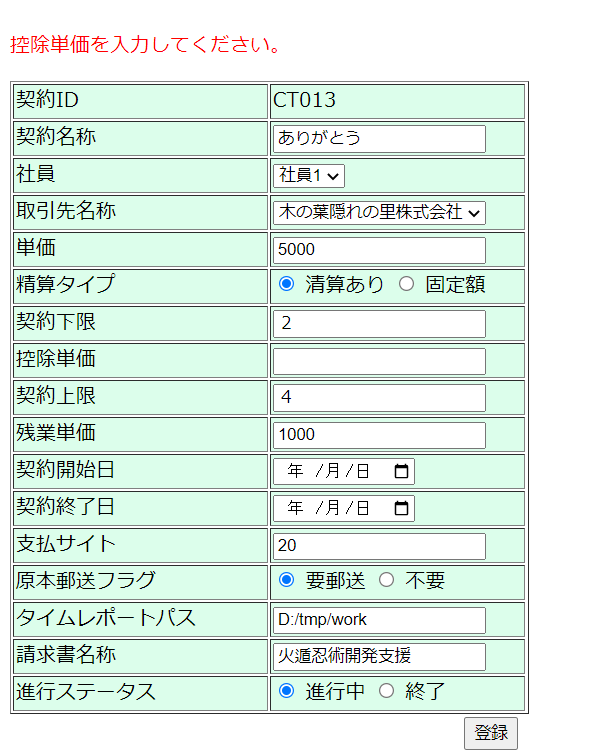 控除単価を入力してください。
契約ID CT013
契約名称 ありがとう
社員 社員1
取引先名称 木の葉隠れの里株式会社
単価 5000
精算タイプ 清算あり 固定額
契約下限 2
控除単価
契約上限 4
残業単価 1000
契約開始日 年 /月/日
契約終了日 年 /月/日
支払サイト 20
原本郵送フラグ 要郵送 不要
タイムレポートパス D:/tmp/work
請求書名称 火遁忍術開発支援
進行ステータス 進行中 終了
登録